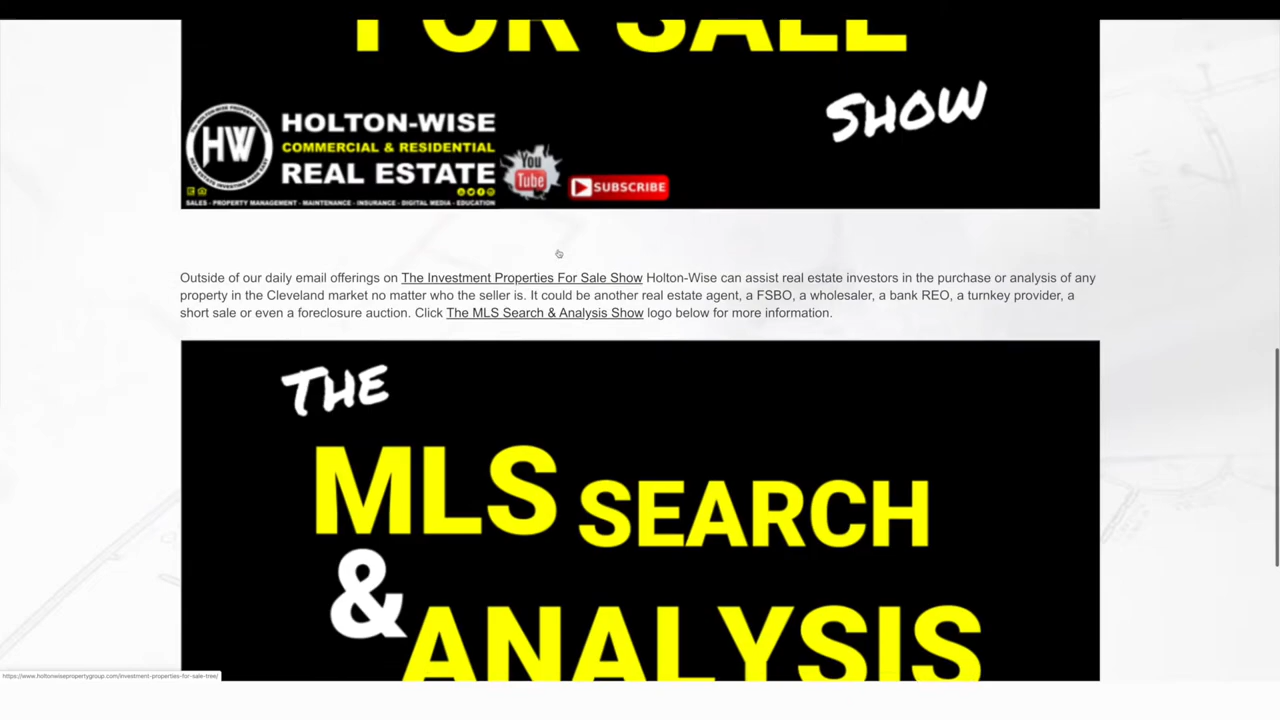 FOR SALE
SHOW
HW
HOLTON-WISE
COMMERCIAL & RESIDENTIAL
REAL ESTATE
You
Tube
SUBSCRIBE
SALES - PROPERTY MANAGEMENT - MAINTENANCE - INSURANCE - DIGITAL MEDIA - EDUCATION
Outside of our daily email offerings on The Investment Properties For Sale Show Holton-Wise can assist real estate investors in the purchase or analysis of any
property in the Cleveland market no matter who the seller is. It could be another real estate agent, a FSBO, a wholesaler, a bank REO, a turnkey provider, a
short sale or even a foreclosure auction. Click The MLS Search & Analysis Show logo below for more information.
THE
MLS SEARCH
& ANALYSIS
https://www.holtonwisepropertygroup.com/investment-properties-for-sale-tree/